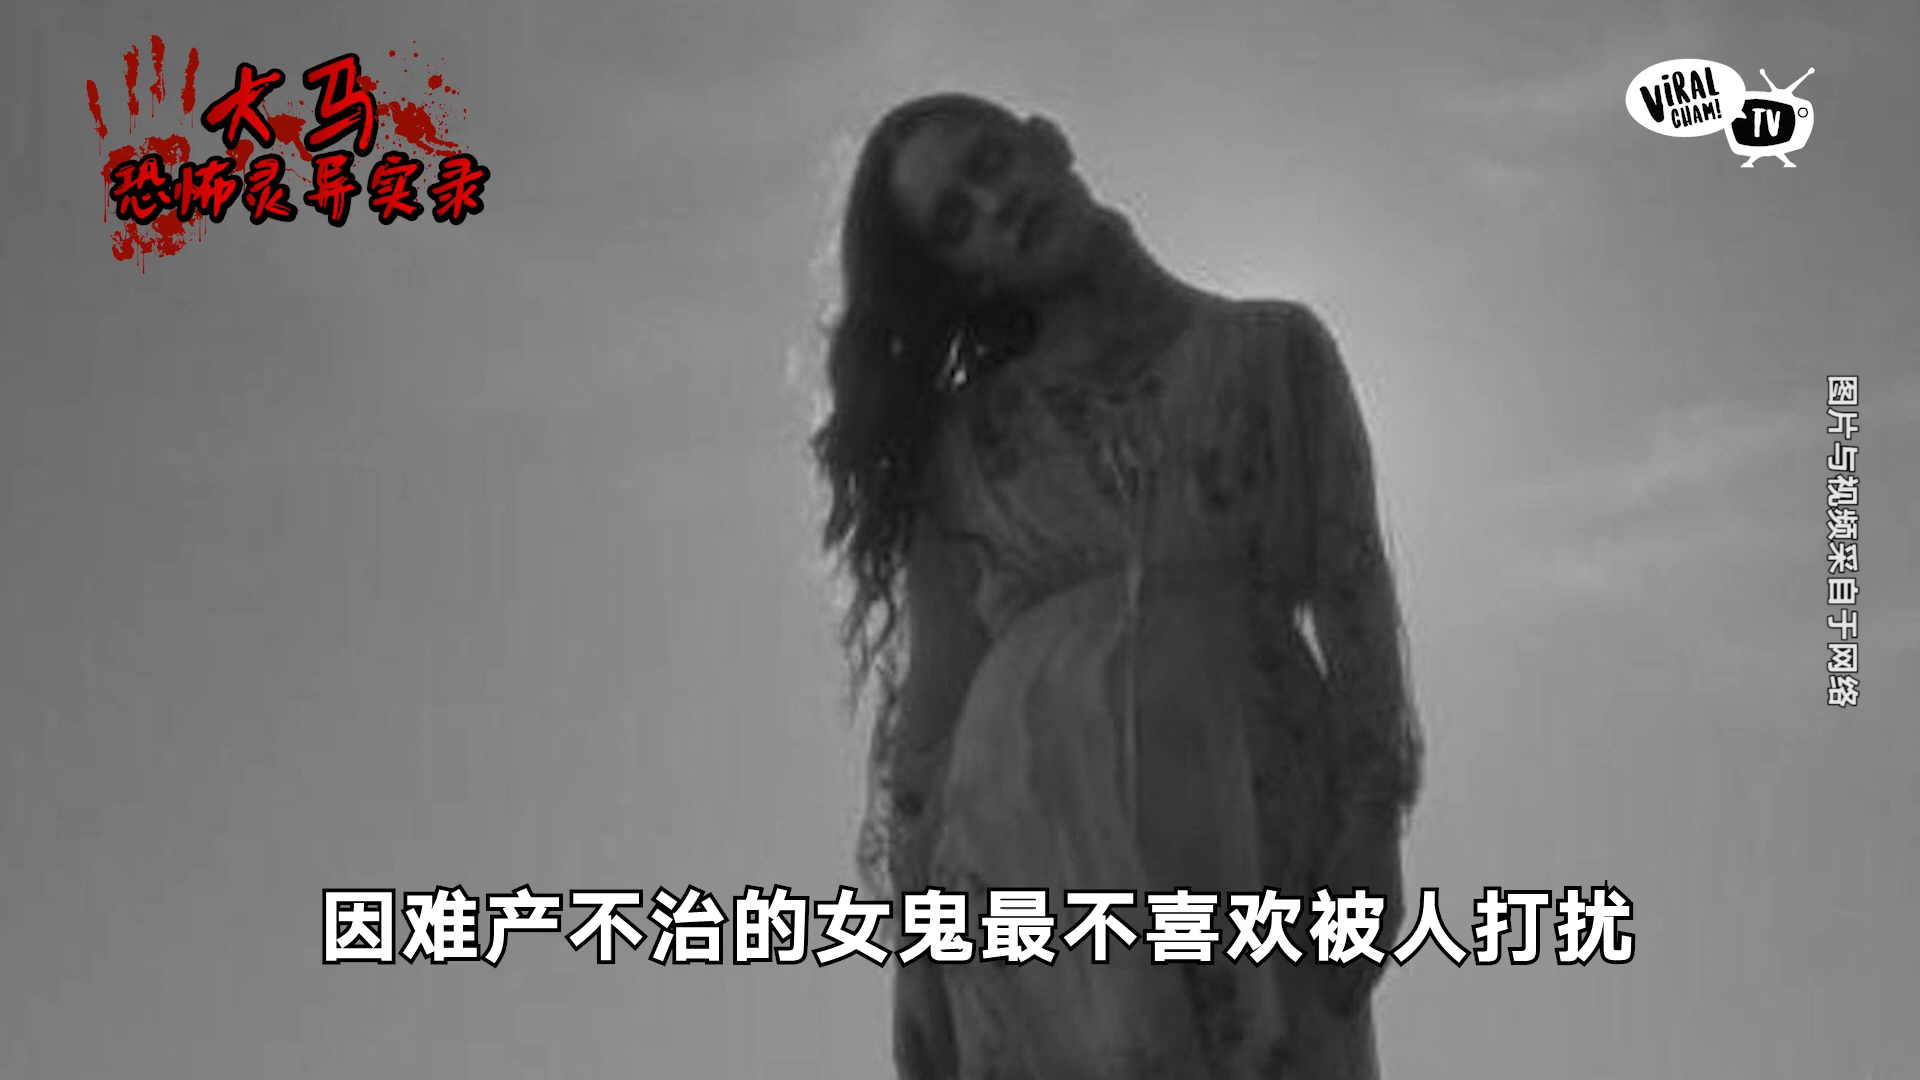 大马
恐怖灵异实录
ViRAL
CHAM!
TV
图片与视频采自于网络
因难产不治的女鬼最不喜欢被人打扰